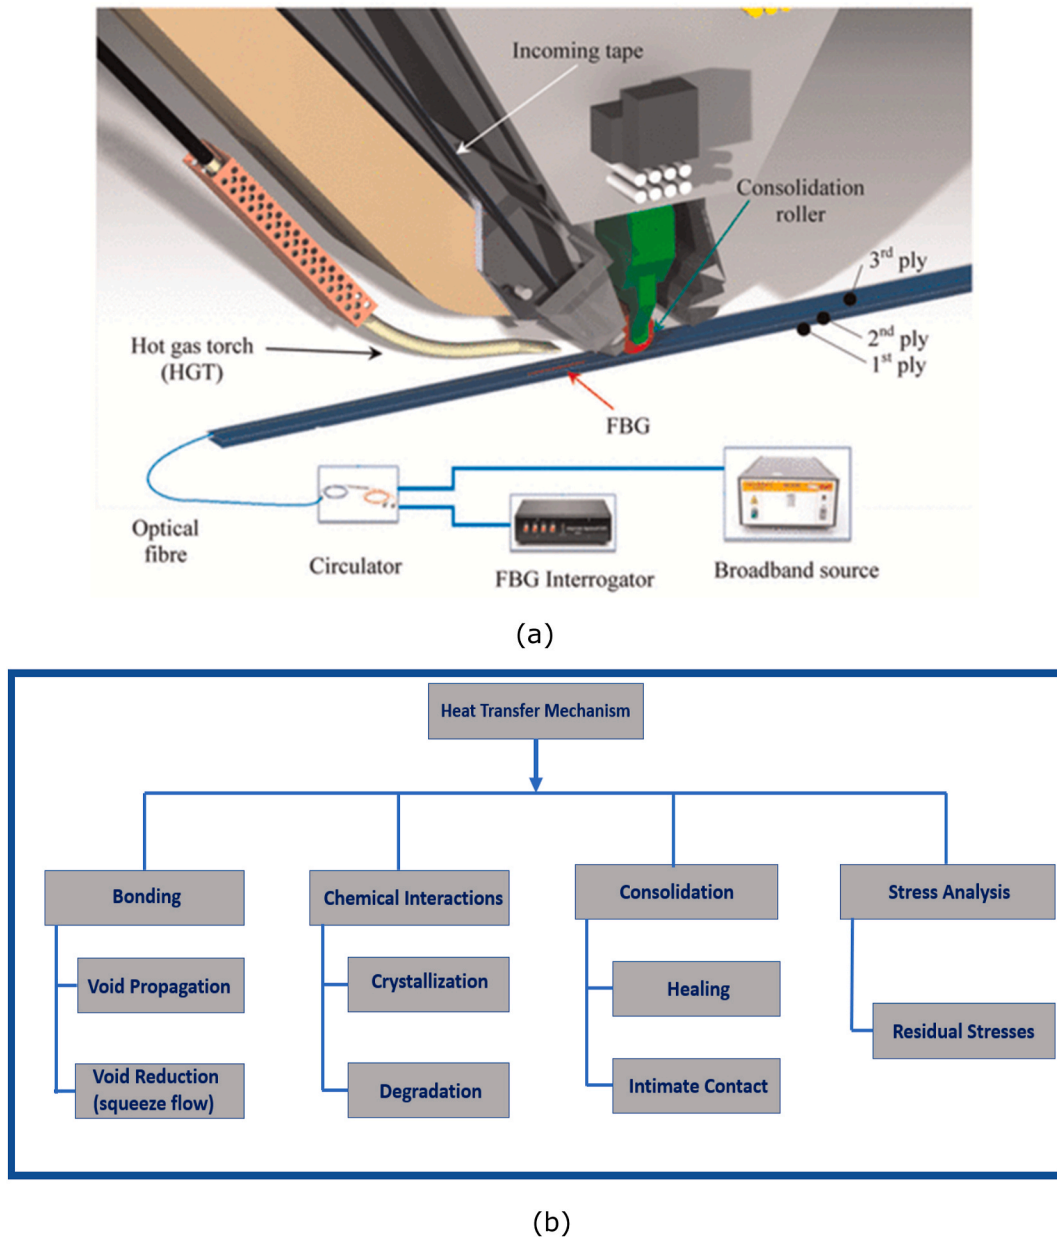 Incoming tape
Consolidation
roller
3rd ply
2nd ply
1st ply
Hot gas torch
(HGT)
FBG
Optical
fibre
Circulator
FBG Interrogator
Broadband source
(a)
Heat Transfer Mechanism
Bonding
Chemical Interactions
Consolidation
Stress Analysis
Void Propagation
Crystallization
Healing
Residual Stresses
Void Reduction
(squeeze flow)
Degradation
Intimate Contact
(b)